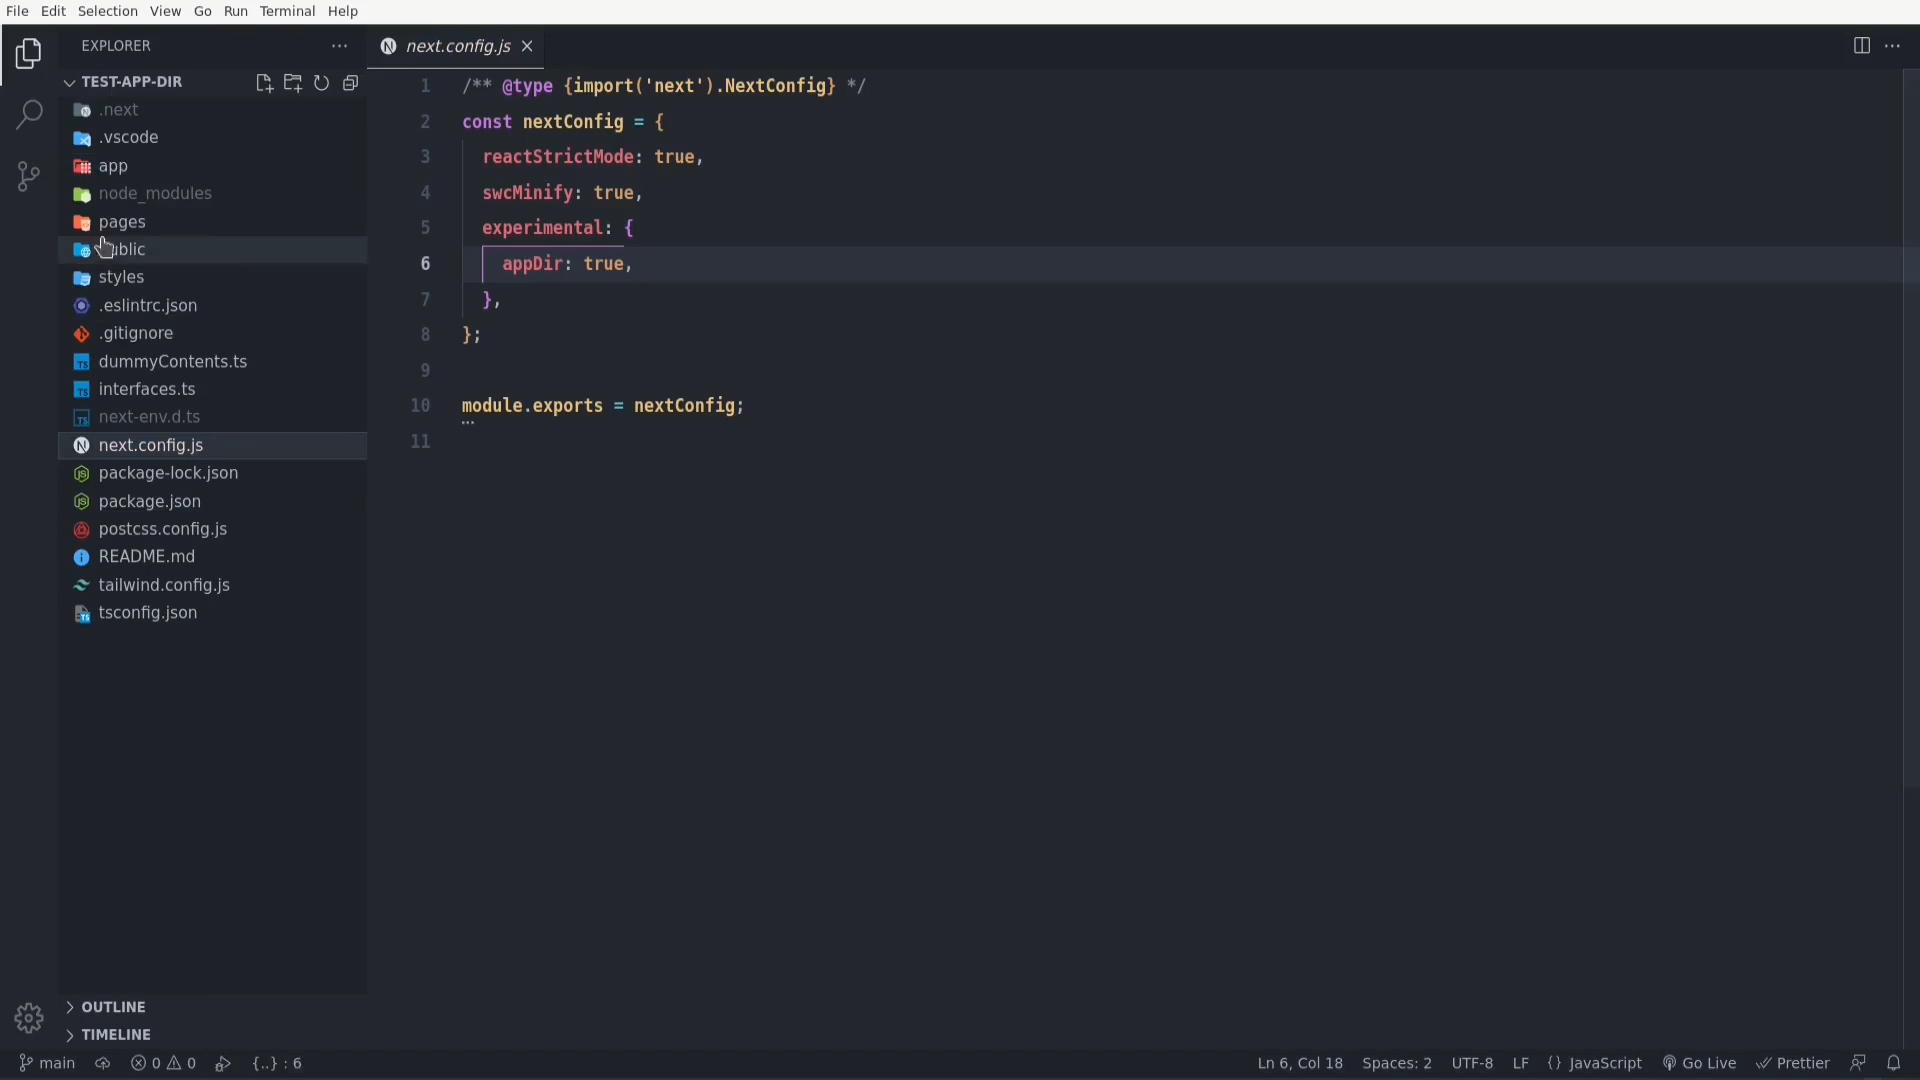 File Edit Selection View Go Run Terminal Help
EXPLORER
next.config.js
TEST-APP-DIR
.next
.vscode
app
node_modules
pages
ublic
styles
.eslintrc.json
.gitignore
dummyContents.ts
interfaces.ts
next-env.d.ts
next.config.js
package-lock.json
package.json
postcss.config.js
README.md
tailwind.config.js
tsconfig.json
OUTLINE
TIMELINE
1 /** @type {import('next').NextConfig} */
2 const nextConfig = {
3 reactStrictMode: true,
4 swcMinify: true,
5 experimental: {
6 appDir: true,
7 },
8 };
9
10 module.exports = nextConfig;
11
main 0 0 {..} : 6 Ln 6, Col 18 Spaces: 2 UTF-8 LF {} JavaScript Go Live Prettier